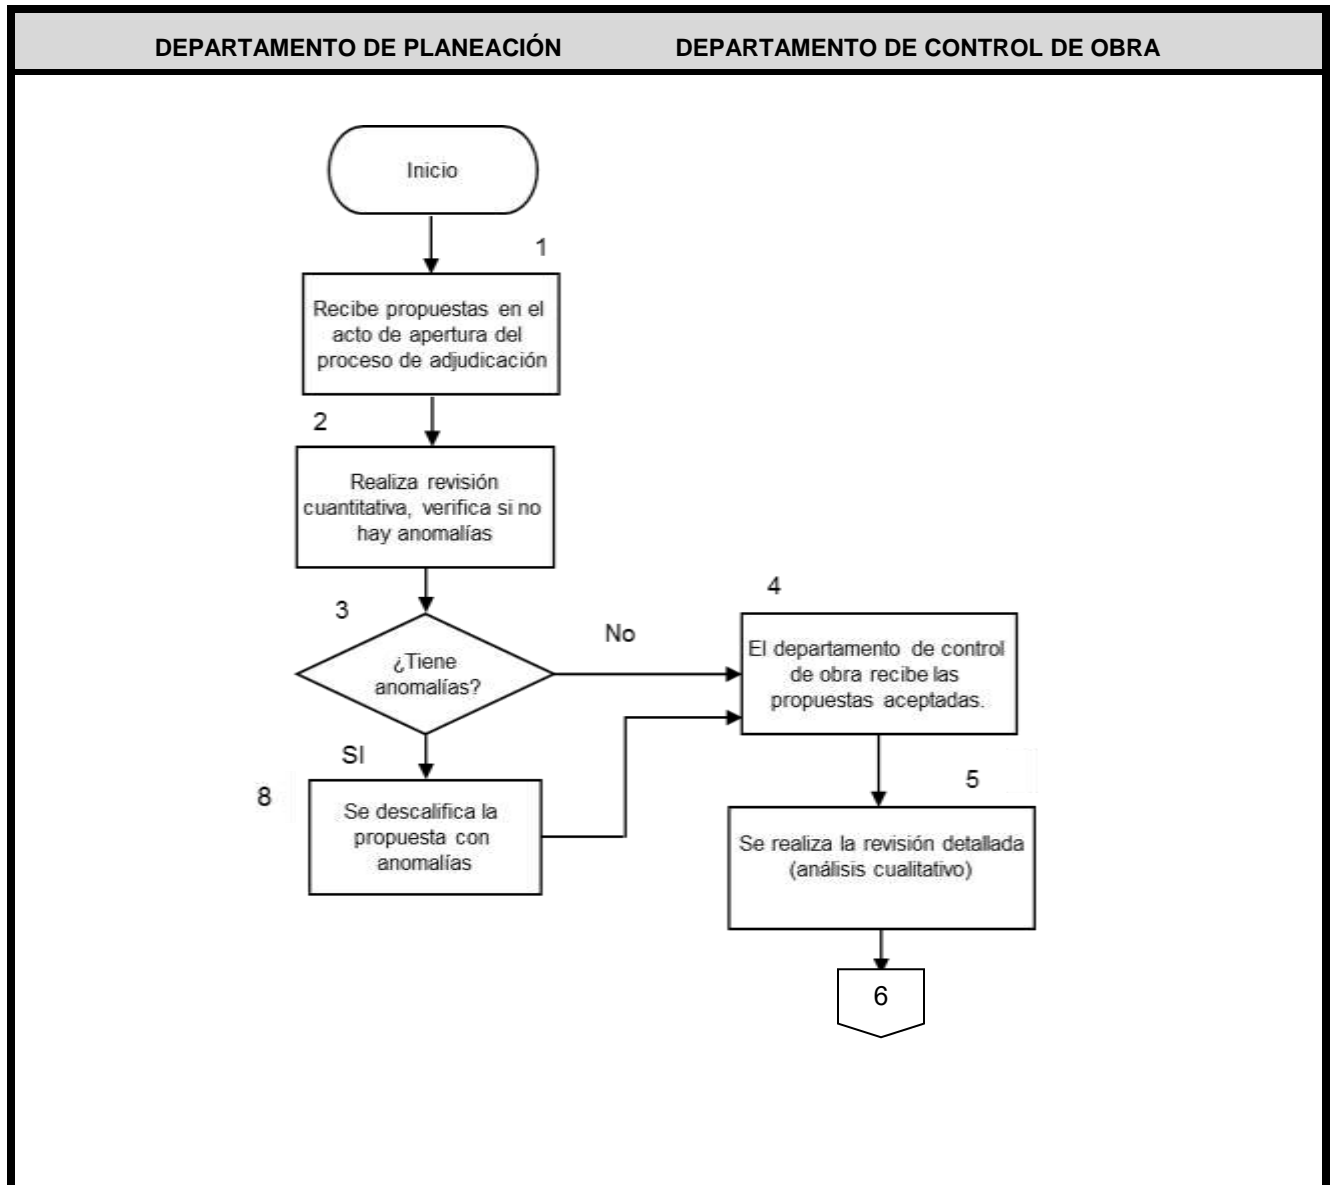 DEPARTAMENTO DE PLANEACIÓN DEPARTAMENTO DE CONTROL DE OBRA
Inicio
1
Recibe propuestas en el
acto de apertura del
proceso de adjudicación
2
Realiza revisión
cuantitativa, verifica si no
hay anomalías
3
¿Tiene
anomalías?
No
4
El departamento de control
de obra recibe las
propuestas aceptadas.
SI
8
Se descalifica la
propuesta con
anomalías
5
Se realiza la revisión detallada
(análisis cualitativo)
6